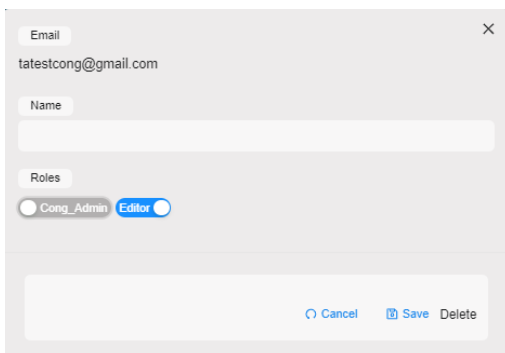 Email
tatestcong@gmail.com
Name
Roles
Cong_Admin Editor
Cancel Save Delete